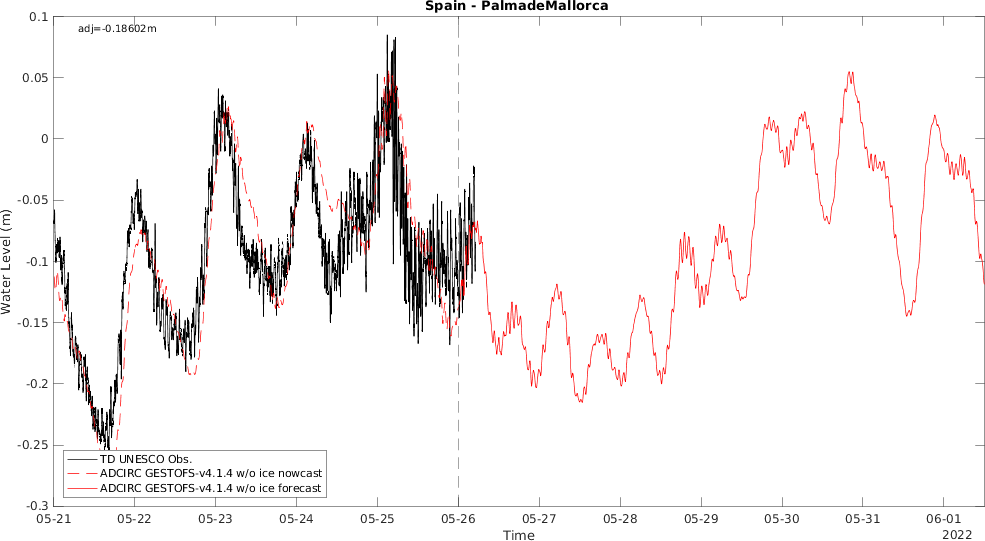 Spain - PalmadeMallorca
adj=-0.18602m
0.1
0.05
0
-0.05
-0.1
-0.15
-0.2
-0.25
-0.3
Water Level (m)
TD UNESCO Obs.
ADCIRC GESTOFS-v4.1.4 w/o ice nowcast
ADCIRC GESTOFS-v4.1.4 w/o ice forecast
05-21 05-22 05-23 05-24 05-25 05-26 05-27 05-28 05-29 05-30 05-31 06-01
Time
2022